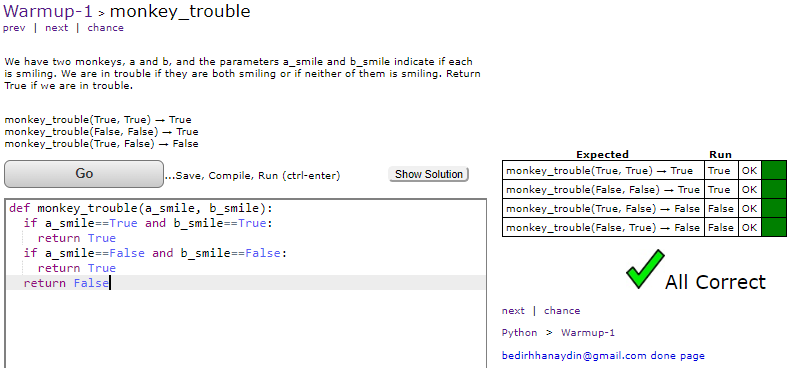 Warmup-1 > monkey_trouble
prev | next | chance
We have two monkeys, a and b, and the parameters a_smile and b_smile indicate if each
is smiling. We are in trouble if they are both smiling or if neither of them is smiling. Return
True if we are in trouble.
monkey_trouble(True, True) → True
monkey_trouble(False, False) → True
monkey_trouble(True, False) → False
Go
...Save, Compile, Run (ctrl-enter)
Show Solution
def monkey_trouble(a_smile, b_smile):
  if a_smile==True and b_smile==True:
    return True
  if a_smile==False and b_smile==False:
    return True
  return False
Expected Run
monkey_trouble(True, True) → True True OK
monkey_trouble(False, False) → True True OK
monkey_trouble(True, False) → False False OK
monkey_trouble(False, True) → False False OK
All Correct
next | chance
Python > Warmup-1
bedirhhanaydin@gmail.com done page